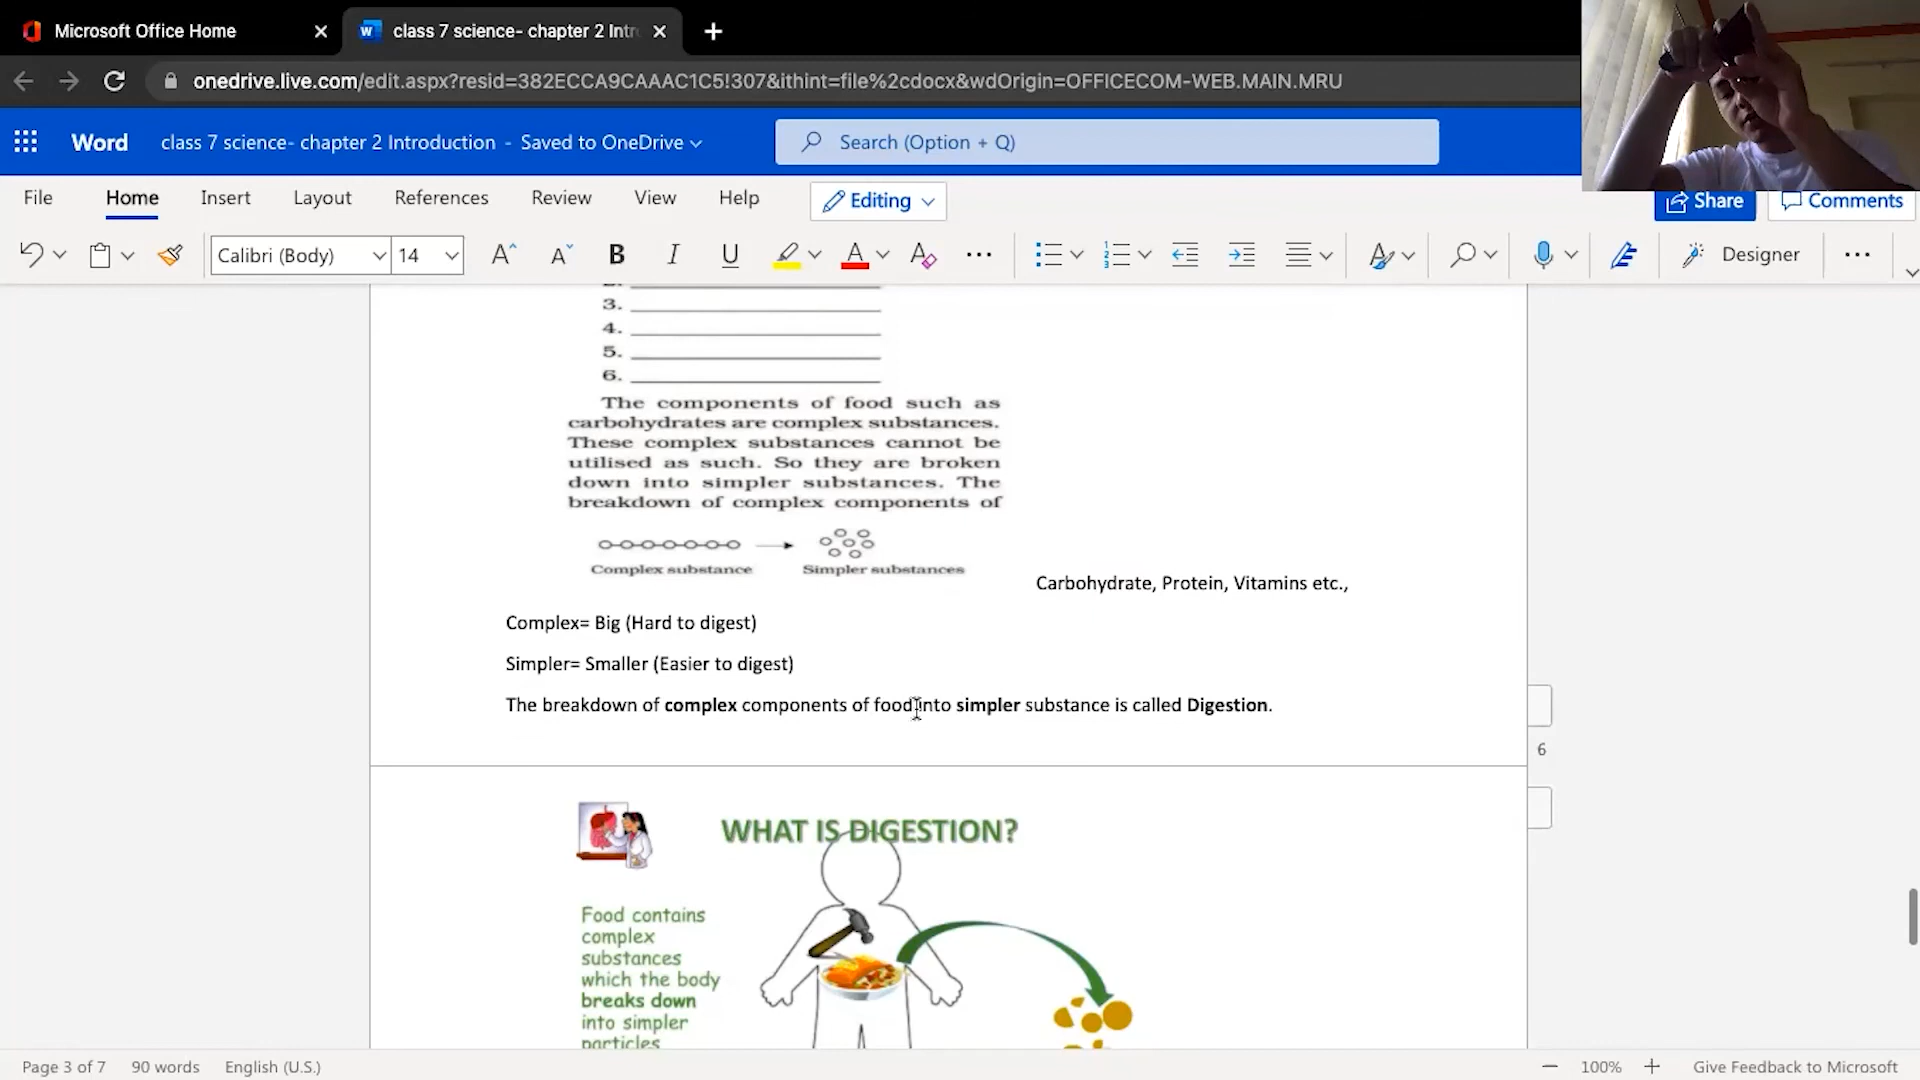 Microsoft Office Home
class 7 science- chapter 2 Intr
onedrive.live.com/edit.aspx?resid=382ECCA9CAAAC1C5!307&ithint=file%2cdocx&wdOrigin=OFFICECOM-WEB.MAIN.MRU
Word class 7 science- chapter 2 Introduction - Saved to OneDrive
Search (Option + Q)
File Home Insert Layout References Review View Help Editing Share Comments
Calibri (Body) 14 Designer
3.
4.
5.
6.
The components of food such as
carbohydrates are complex substances.
These complex substances cannot be
utilised as such. So they are broken
down into simpler substances. The
breakdown of complex components of
Complex substance Simpler substances
Carbohydrate, Protein, Vitamins etc.,
Complex= Big (Hard to digest)
Simpler= Smaller (Easier to digest)
The breakdown of complex components of food into simpler substance is called Digestion.
6
WHAT IS DIGESTION?
Food contains
complex
substances
which the body
breaks down
into simpler
particles
Page 3 of 7 90 words English (U.S.) 100% Give Feedback to Microsoft